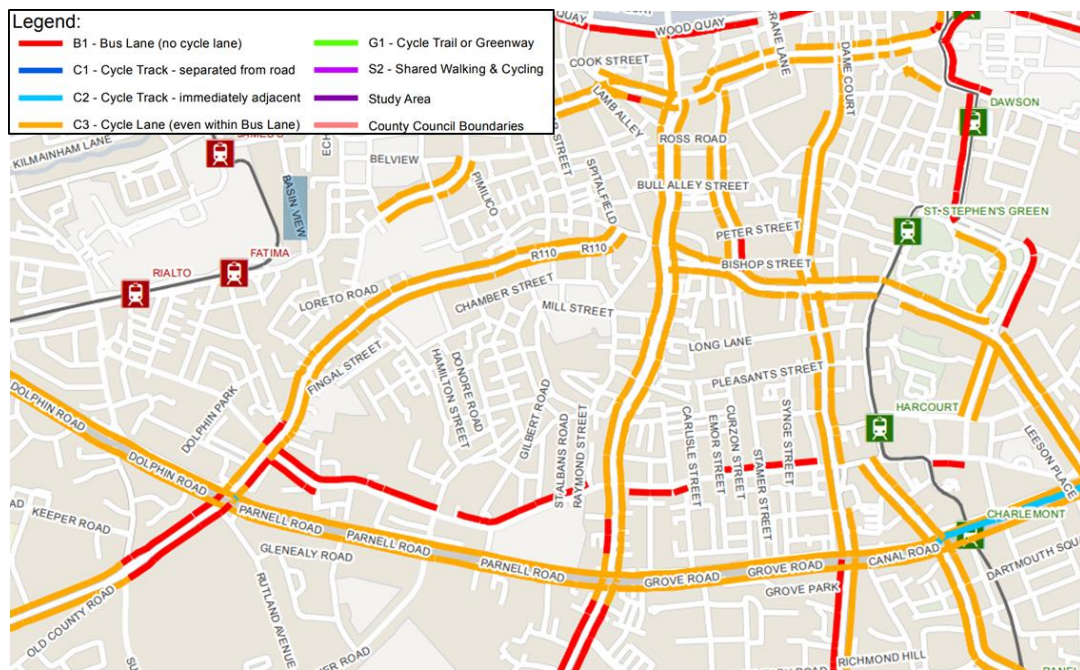 Legend:
B1 - Bus Lane (no cycle lane)
C1 - Cycle Track - separated from road
C2 - Cycle Track - immediately adjacent
C3 - Cycle Lane (even within Bus Lane)
G1 - Cycle Trail or Greenway
S2 - Shared Walking & Cycling
Study Area
County Council Boundaries
QUAY
WOOD QUAY
QUAY
CRANE LANE
COOK STREET
DAME COURT
LAMB ALLEY
DAWSON
KILMAINHAM LANE
BELVIEW
ROSS ROAD
BASIN VIEW
PIMILICO
SPITALFIELD
BULL ALLEY STREET
ST-STEPHEN'S GREEN
PETER STREET
FATIMA
R110
R110
BISHOP STREET
RIALTO
LORETO ROAD
CHAMBER STREET
MILL STREET
LONG LANE
FINGAL STREET
HAMILTON STREET
DONORE ROAD
PLEASANTS STREET
DOLPHIN ROAD
DOLPHIN PARK
GILBERT ROAD
ST-ALBANS ROAD
RAYMOND STREET
CARLISLE STREET
EMOR STREET
CURZON STREET
STAMER STREET
SYNGE STREET
HARCOURT
LEESON PLACE
DOLPHIN ROAD
KEEPER ROAD
PARNELL ROAD
CHARLEMONT
GLENEALY ROAD
PARNELL ROAD
PARNELL ROAD
GROVE ROAD
GROVE ROAD
CANAL ROAD
DARTMOUTH SQU
GROVE PARK
OLD COUNTY ROAD
RUTLAND AVENUE
RICHMOND HILL